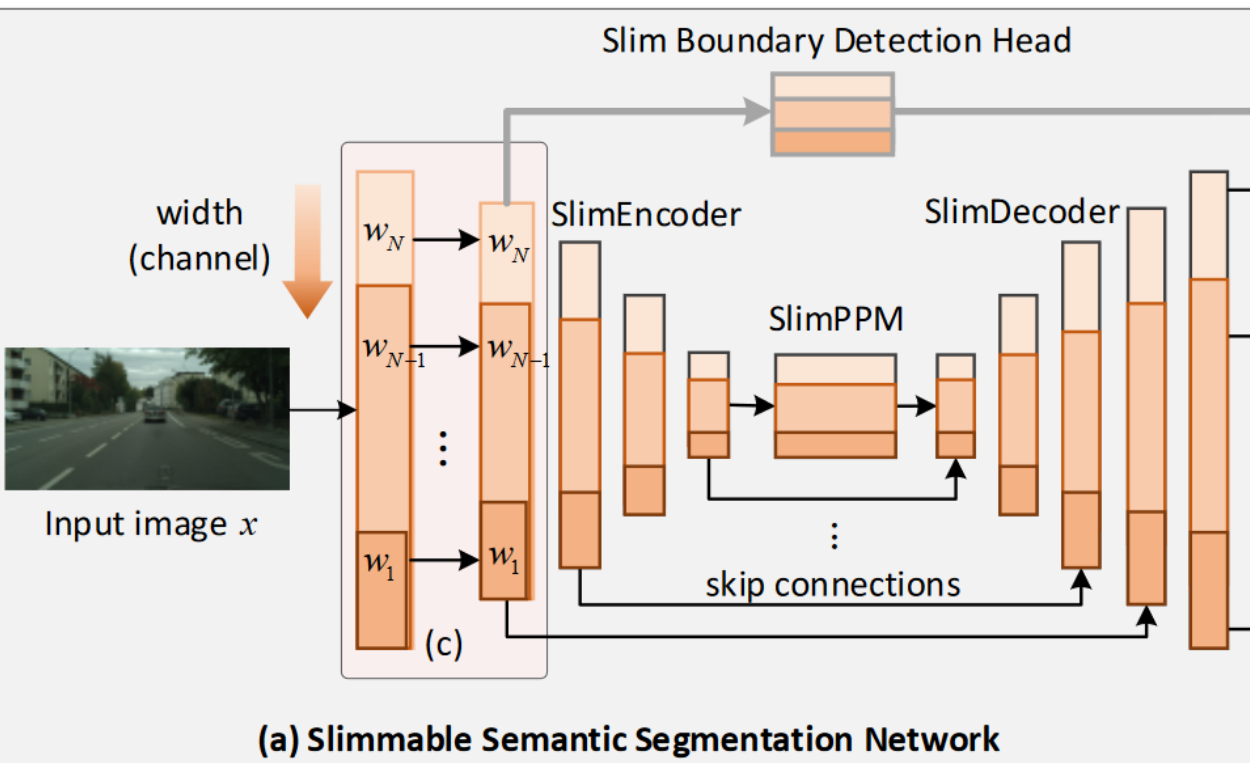 Slim Boundary Detection Head
width
(channel)
SlimEncoder
SlimDecoder
w_N
w_N
SlimPPM
w_{N-1}
w_{N-1}
⋮
Input image x
⋮
w_1
w_1
skip connections
(c)
(a) Slimmable Semantic Segmentation Network